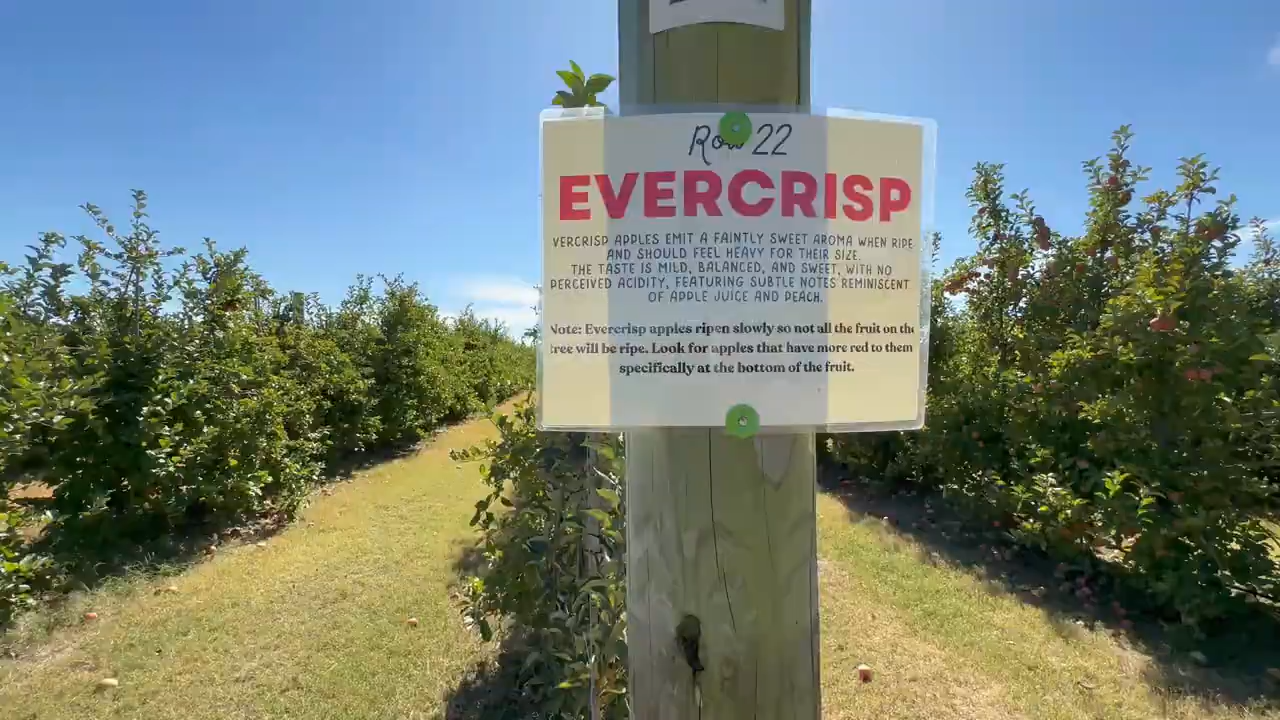 Row 22
EVERCRISP
VERCRISP APPLES EMIT A FAINTLY SWEET AROMA WHEN RIPE
AND SHOULD FEEL HEAVY FOR THEIR SIZE.
THE TASTE IS MILD, BALANCED, AND SWEET, WITH NO
PERCEIVED ACIDITY, FEATURING SUBTLE NOTES REMINISCENT
OF APPLE JUICE AND PEACH.
Note: Evercrisp apples ripen slowly so not all the fruit on the
tree will be ripe. Look for apples that have more red to them
specifically at the bottom of the fruit.